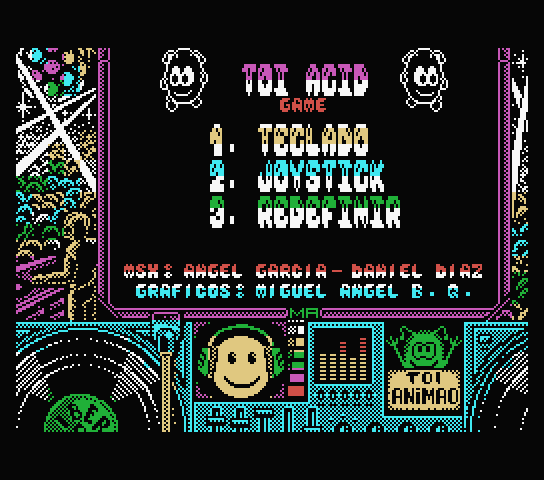 TOI ACID
GAME
1. TECLADO
2. JOYSTICK
3. REDEFINIR
MSX: ANGEL GARCIA - DANIEL DIAZ
GRAFICOS: MIGUEL ANGEL B. Q.
MA
00000
TOI
ANIMAO